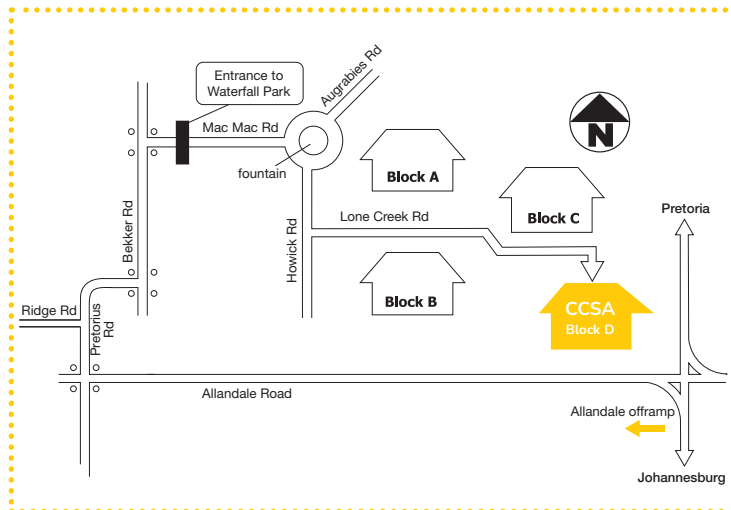 Entrance to
Waterfall Park
Augrabies Rd
Mac Mac Rd
fountain
N
Block A
Block C
Pretoria
Lone Creek Rd
Bekker Rd
Howick Rd
Block B
CCSA
Block D
Ridge Rd
Pretorius
Rd
Allandale Road
Allandale offramp
Johannesburg